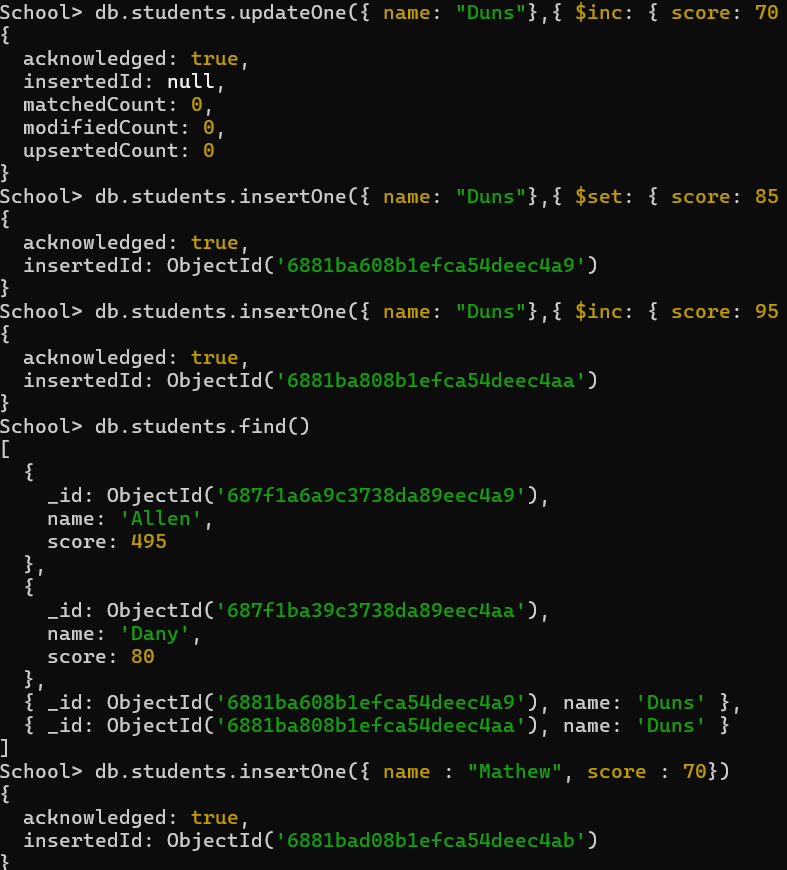 School> db.students.updateOne({ name: "Duns"},{ $inc: { score: 70
{
  acknowledged: true,
  insertedId: null,
  matchedCount: 0,
  modifiedCount: 0,
  upsertedCount: 0
}
School> db.students.insertOne({ name: "Duns"},{ $set: { score: 85
{
  acknowledged: true,
  insertedId: ObjectId('6881ba608b1efca54deec4a9')
}
School> db.students.insertOne({ name: "Duns"},{ $inc: { score: 95
{
  acknowledged: true,
  insertedId: ObjectId('6881ba808b1efca54deec4aa')
}
School> db.students.find()
[
  {
    _id: ObjectId('687f1a6a9c3738da89eec4a9'),
    name: 'Allen',
    score: 495
  },
  {
    _id: ObjectId('687f1ba39c3738da89eec4aa'),
    name: 'Dany',
    score: 80
  },
  { _id: ObjectId('6881ba608b1efca54deec4a9'), name: 'Duns' },
  { _id: ObjectId('6881ba808b1efca54deec4aa'), name: 'Duns' }
]
School> db.students.insertOne({ name : "Mathew", score : 70})
{
  acknowledged: true,
  insertedId: ObjectId('6881bad08b1efca54deec4ab')
}